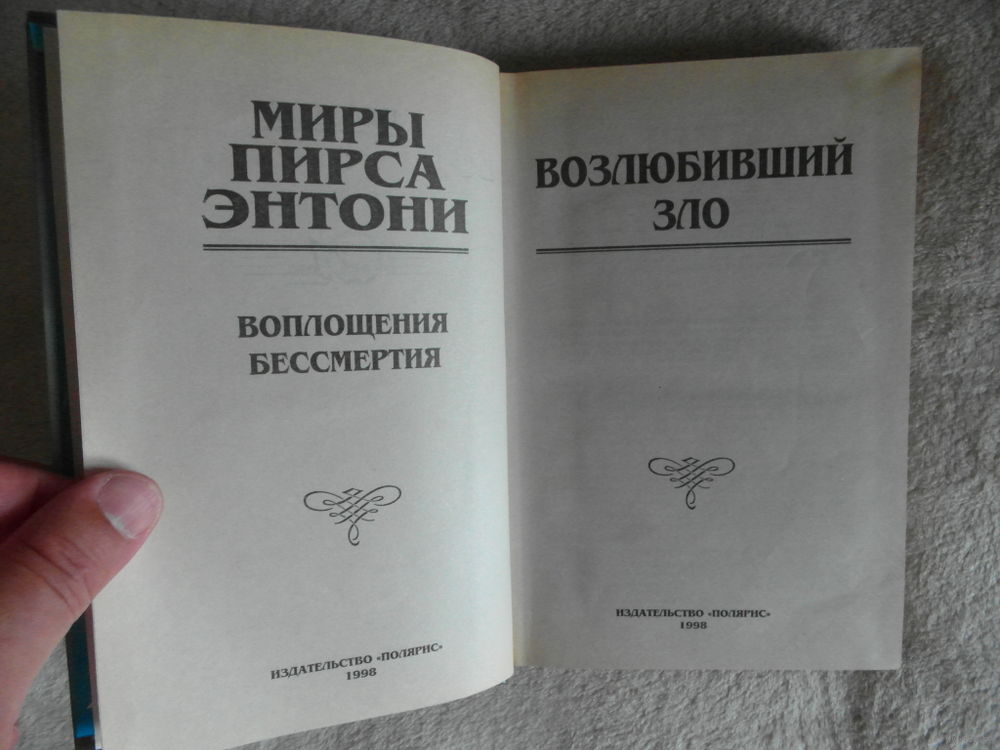 МИРЫ
ПИРСА
ЭНТОНИ
ВОПЛОЩЕНИЯ
БЕССМЕРТИЯ
ИЗДАТЕЛЬСТВО «ПОЛЯРИС»
1998
ВОЗЛЮБИВШИЙ
ЗЛО
ИЗДАТЕЛЬСТВО «ПОЛЯРИС»
1998